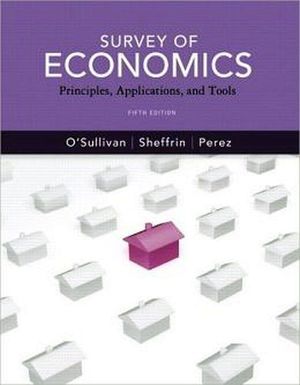 SURVEY OF
ECONOMICS
Principles, Applications, and Tools
FIFTH EDITION
O'Sullivan | Sheffrin | Perez